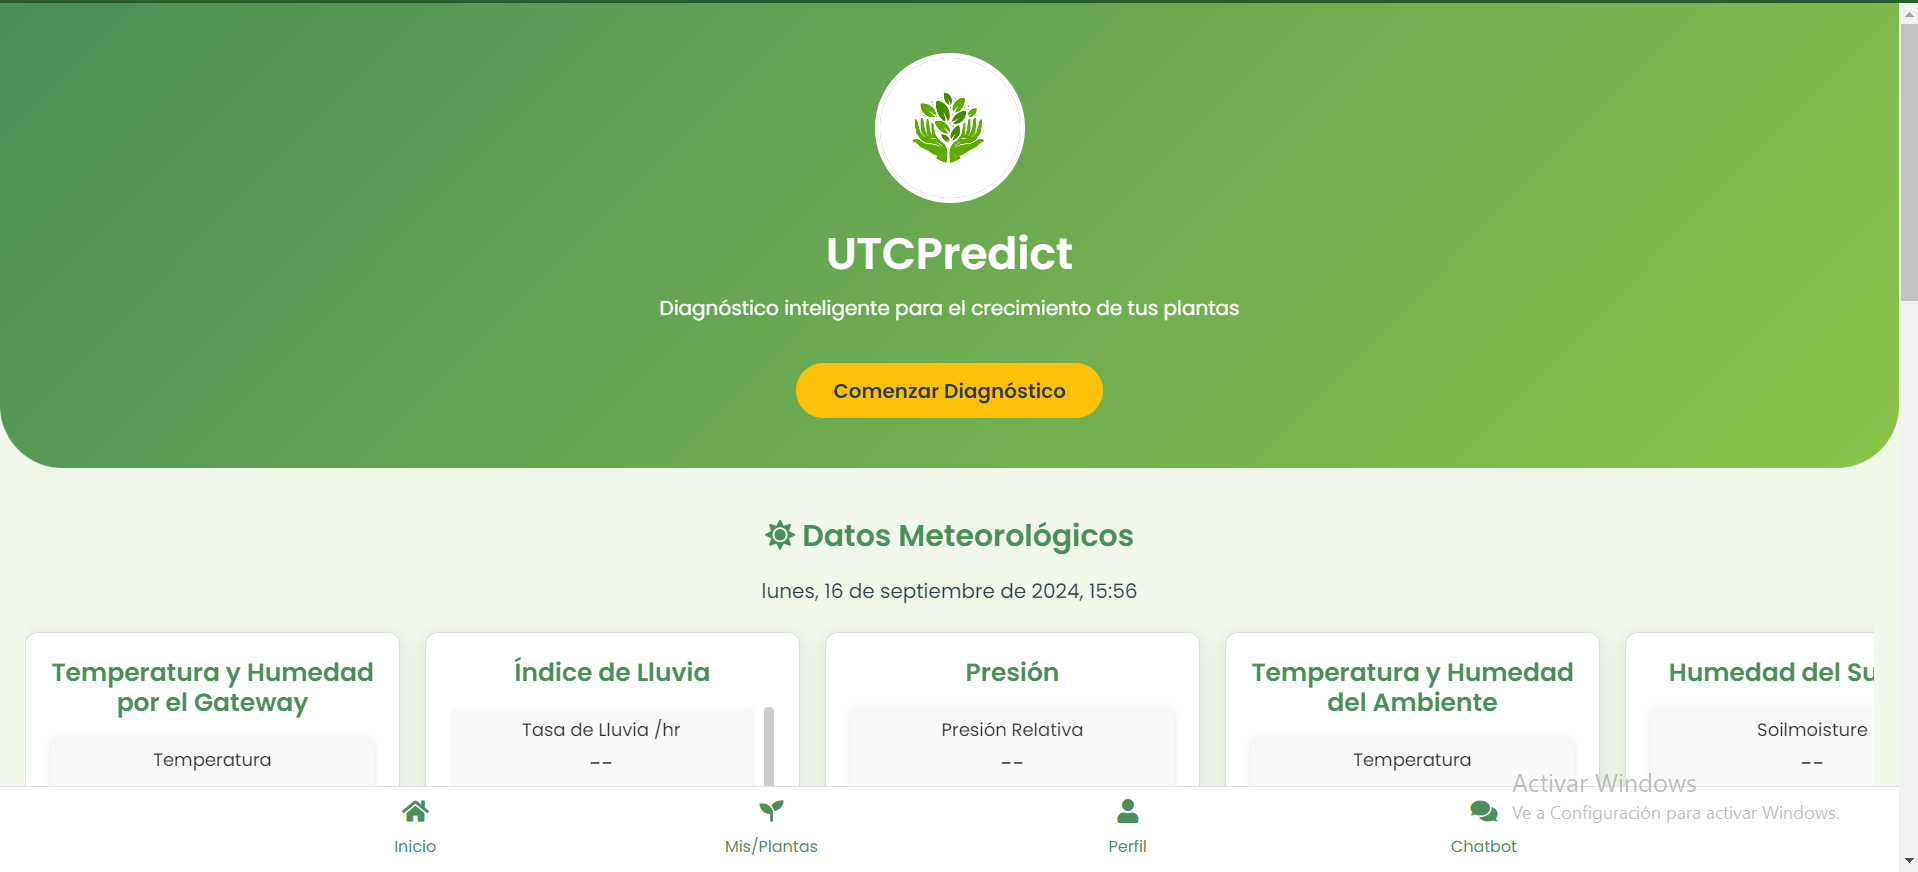 UTCPredict
Diagnóstico inteligente para el crecimiento de tus plantas
Comenzar Diagnóstico
Datos Meteorológicos
lunes, 16 de septiembre de 2024, 15:56
Temperatura y Humedad
por el Gateway
Temperatura
Índice de Lluvia
Tasa de Lluvia /hr
--
Presión
Presión Relativa
--
Temperatura y Humedad
del Ambiente
Temperatura
Humedad del Su
Soilmoisture
--
Activar Windows
Ve a Configuración para activar Windows.
Inicio
Mis/Plantas
Perfil
Chatbot